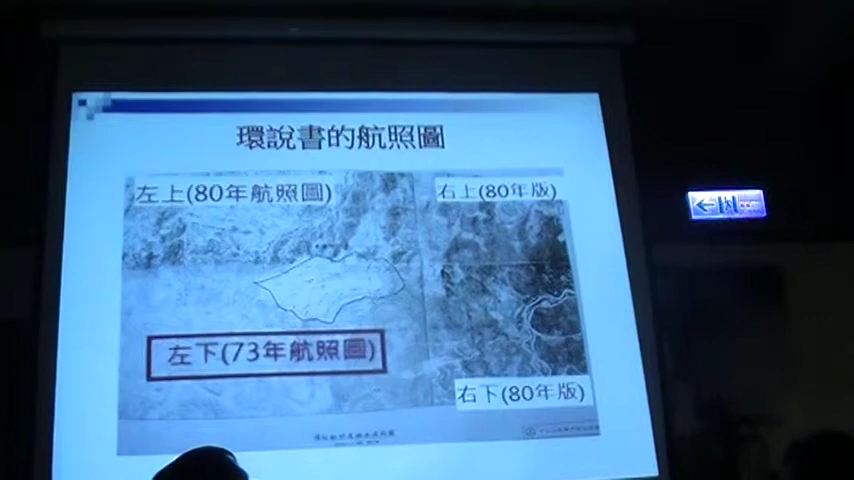 環說書的航照圖
左上(80年航照圖)
右上(80年版)
左下(73年航照圖)
右下(80年版)